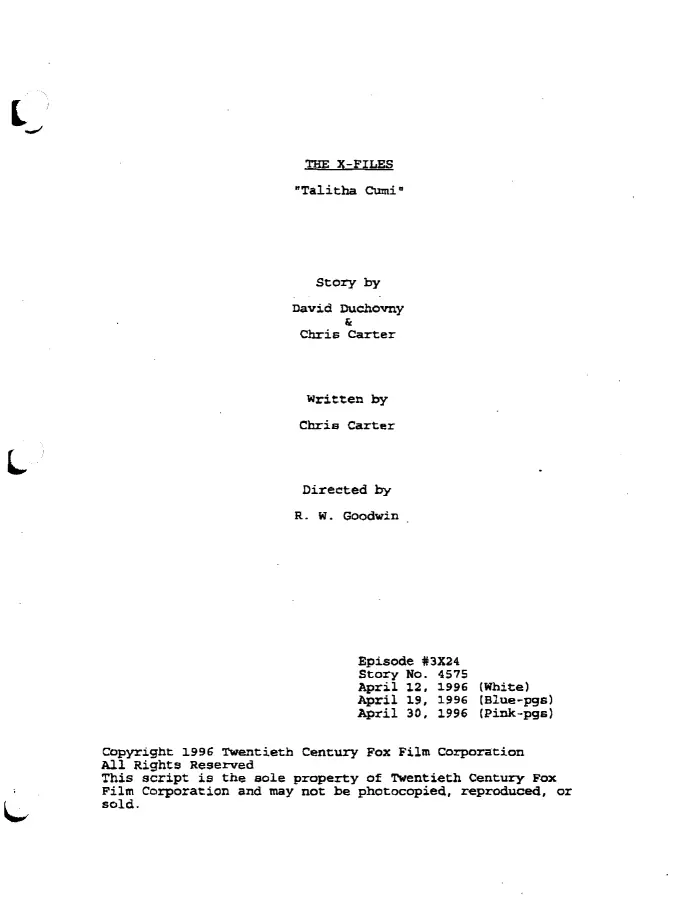 THE X-FILES
"Talitha Cumi"
Story by
David Duchovny
&
Chris Carter
Written by
Chris Carter
Directed by
R. W. Goodwin
Episode #3X24
Story No. 4575
April 12, 1996 (White)
April 19, 1996 (Blue-pgs)
April 30, 1996 (Pink-pgs)
Copyright 1996 Twentieth Century Fox Film Corporation
All Rights Reserved
This script is the sole property of Twentieth Century Fox
Film Corporation and may not be photocopied, reproduced, or
sold.